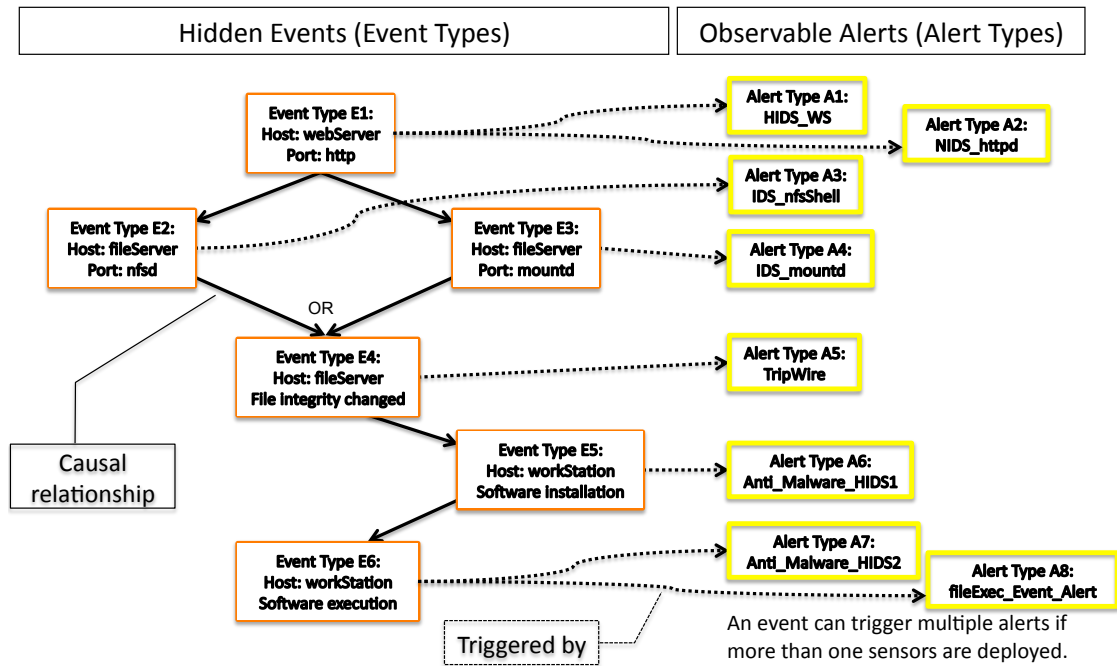 Hidden Events (Event Types)
Observable Alerts (Alert Types)
Event Type E1:
Host: webServer
Port: http
Alert Type A1:
HIDS_WS
Alert Type A2:
NIDS_httpd
Event Type E2:
Host: fileServer
Port: nfsd
Event Type E3:
Host: fileServer
Port: mountd
Alert Type A3:
IDS_nfsShell
Alert Type A4:
IDS_mountd
OR
Event Type E4:
Host: fileServer
File integrity changed
Alert Type A5:
TripWire
Causal
relationship
Event Type E5:
Host: workStation
Software installation
Alert Type A6:
Anti_Malware_HIDS1
Event Type E6:
Host: workStation
Software execution
Alert Type A7:
Anti_Malware_HIDS2
Alert Type A8:
fileExec_Event_Alert
Triggered by
An event can trigger multiple alerts if
more than one sensors are deployed.